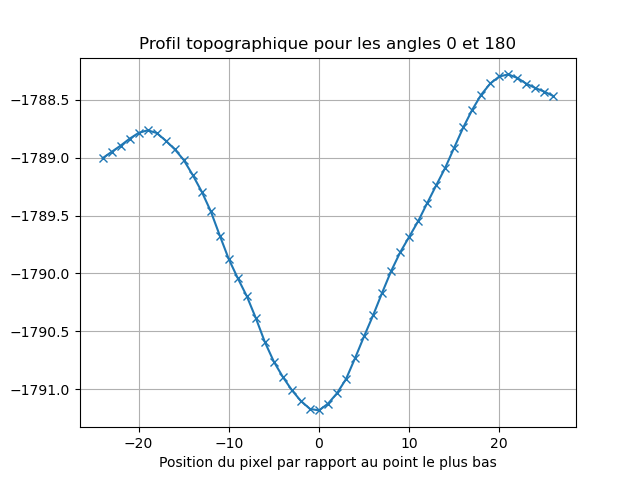 Profil topographique pour les angles 0 et 180
−1788.5
−1789.0
−1789.5
−1790.0
−1790.5
−1791.0
−20 −10 0 10 20
Position du pixel par rapport au point le plus bas